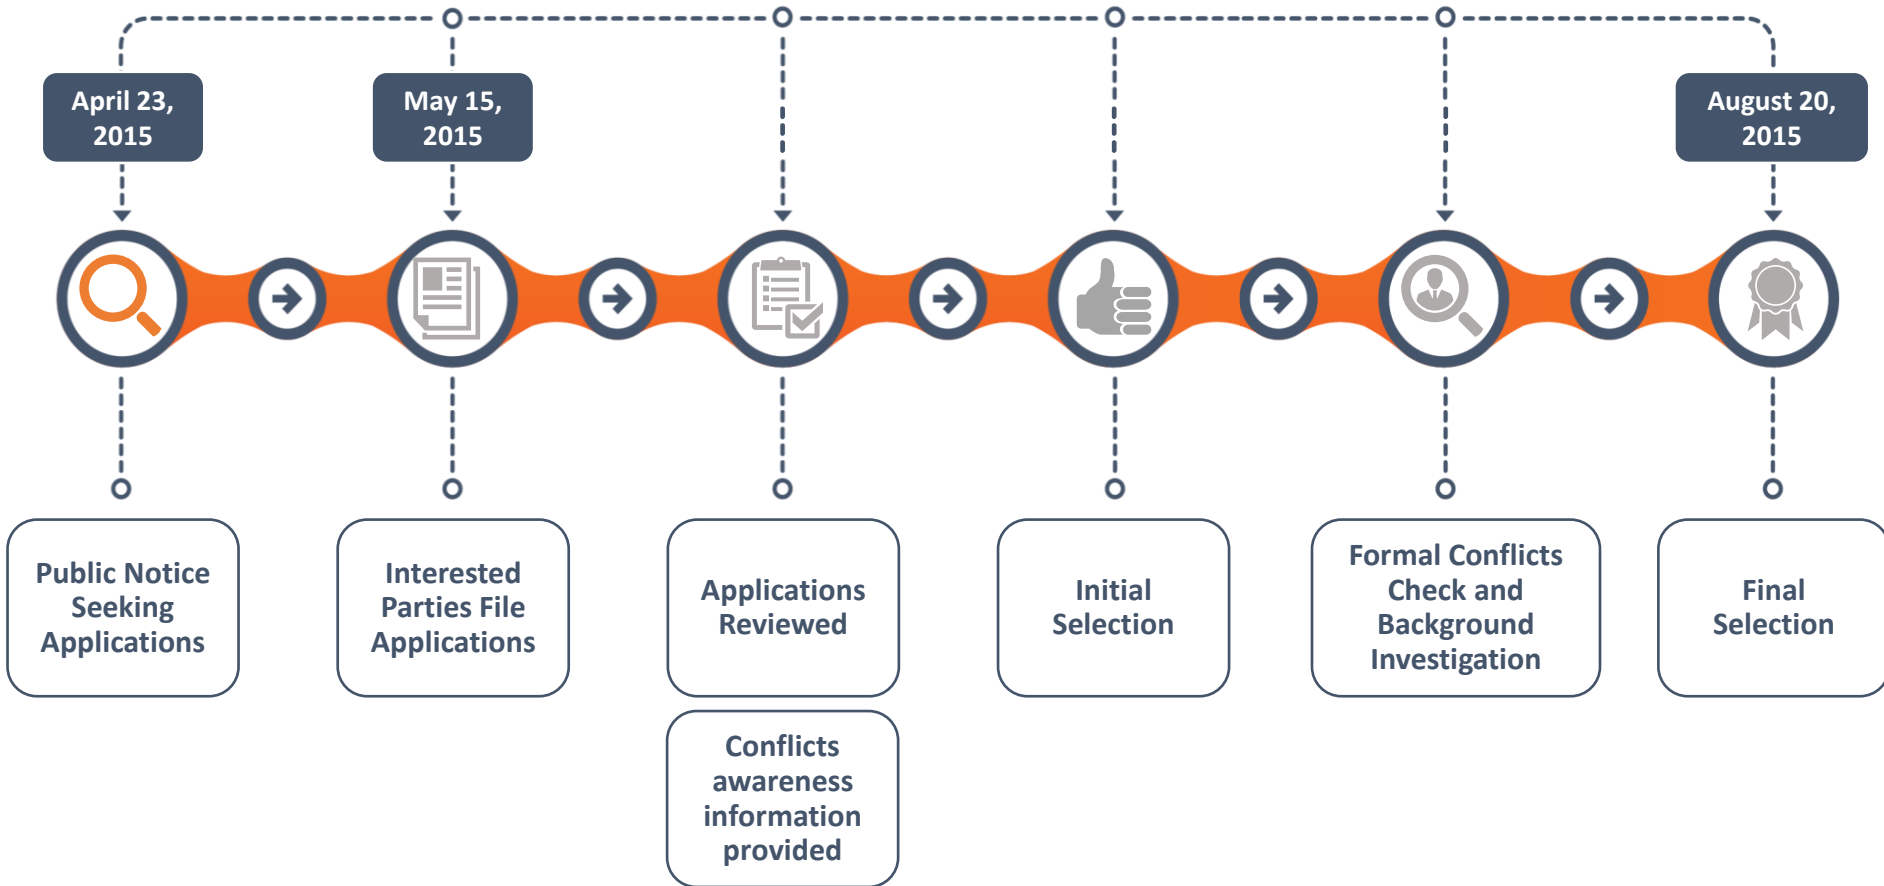 April 23,
2015
May 15,
2015
August 20,
2015
Public Notice
Seeking
Applications
Interested
Parties File
Applications
Applications
Reviewed
Initial
Selection
Formal Conflicts
Check and
Background
Investigation
Final
Selection
Conflicts
awareness
information
provided